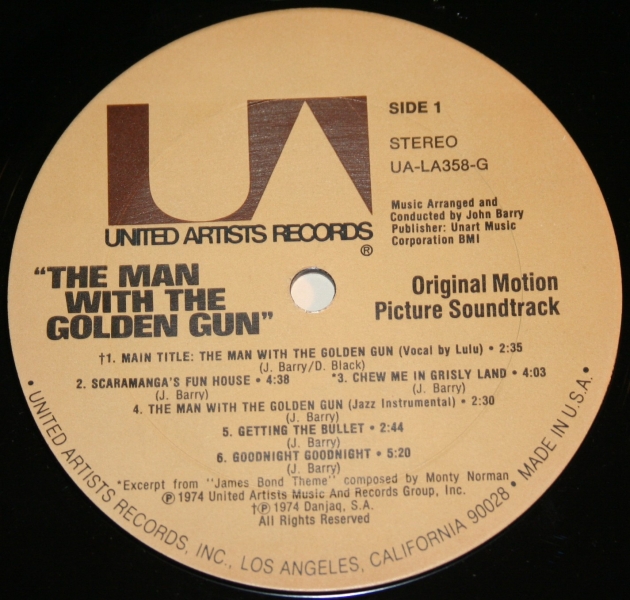 UA
UNITED ARTISTS RECORDS
®
SIDE 1
STEREO
UA-LA358-G
Music Arranged and
Conducted by John Barry
Publisher: Unart Music
Corporation BMI
"THE MAN
WITH THE
GOLDEN GUN"
Original Motion
Picture Soundtrack
†1. MAIN TITLE: THE MAN WITH THE GOLDEN GUN (Vocal by Lulu) • 2:35
(J. Barry/D. Black)
2. SCARAMANGA'S FUN HOUSE • 4:38 *3. CHEW ME IN GRISLY LAND • 4:03
(J. Barry) (J. Barry)
4. THE MAN WITH THE GOLDEN GUN (Jazz Instrumental) • 2:30
(J. Barry)
5. GETTING THE BULLET • 2:44
(J. Barry)
6. GOODNIGHT GOODNIGHT • 5:20
(J. Barry)
*Excerpt from "James Bond Theme" composed by Monty Norman
℗ 1974 United Artists Music And Records Group, Inc.
†℗ 1974 Danjaq, S.A.
All Rights Reserved
• UNITED ARTISTS RECORDS, INC., LOS ANGELES, CALIFORNIA 90028 • MADE IN U.S.A. •